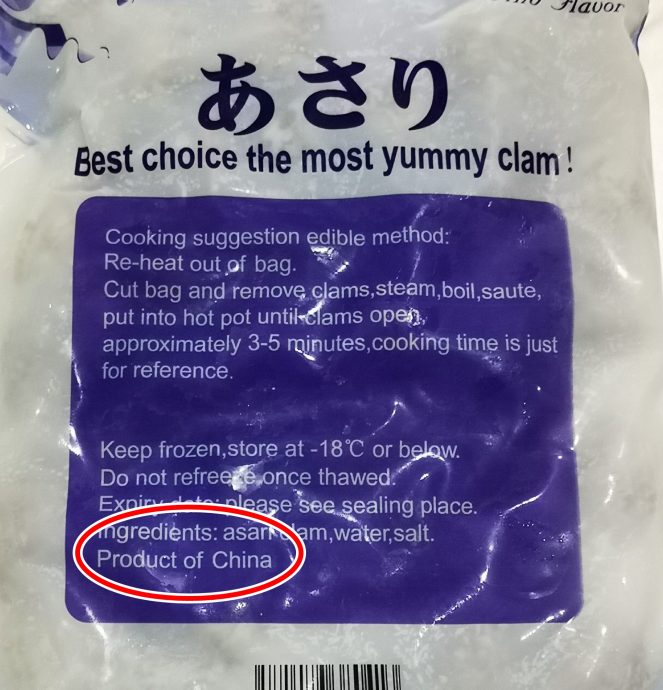 Flavor
あさり
Best choice the most yummy clam!
Cooking suggestion edible method:
Re-heat out of bag.
Cut bag and remove clams,steam,boil,saute,
put into hot pot until clams open,
approximately 3-5 minutes,cooking time is just
for reference.
Keep frozen,store at -18℃ or below.
Do not refreeze once thawed.
Expiry date: please see sealing place.
Ingredients: asari clam,water,salt.
Product of China